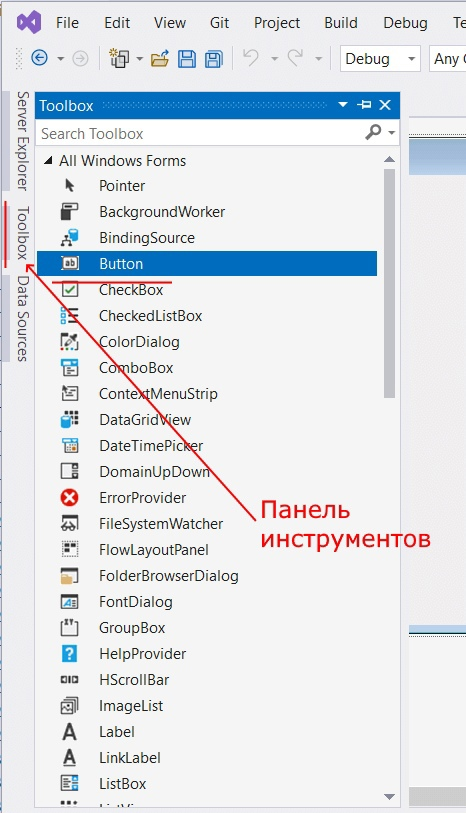 File Edit View Git Project Build Debug Te
Debug Any C
Server Explorer
Toolbox
Data Sources
Toolbox
Search Toolbox
All Windows Forms
Pointer
BackgroundWorker
BindingSource
Button
CheckBox
CheckedListBox
ColorDialog
ComboBox
ContextMenuStrip
DataGridView
DateTimePicker
DomainUpDown
ErrorProvider
FileSystemWatcher
FlowLayoutPanel
FolderBrowserDialog
FontDialog
GroupBox
HelpProvider
HScrollBar
ImageList
Label
LinkLabel
ListBox
Панель
инструментов